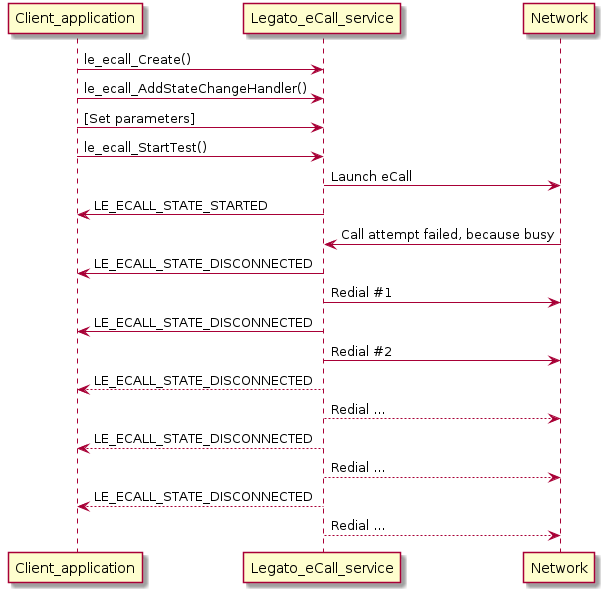 Client_application Legato_eCall_service Network
le_ecall_Create()
le_ecall_AddStateChangeHandler()
[Set parameters]
le_ecall_StartTest()
Launch eCall
LE_ECALL_STATE_STARTED
Call attempt failed, because busy
LE_ECALL_STATE_DISCONNECTED
Redial #1
LE_ECALL_STATE_DISCONNECTED
Redial #2
LE_ECALL_STATE_DISCONNECTED
Redial ...
LE_ECALL_STATE_DISCONNECTED
Redial ...
LE_ECALL_STATE_DISCONNECTED
Redial ...
Client_application Legato_eCall_service Network